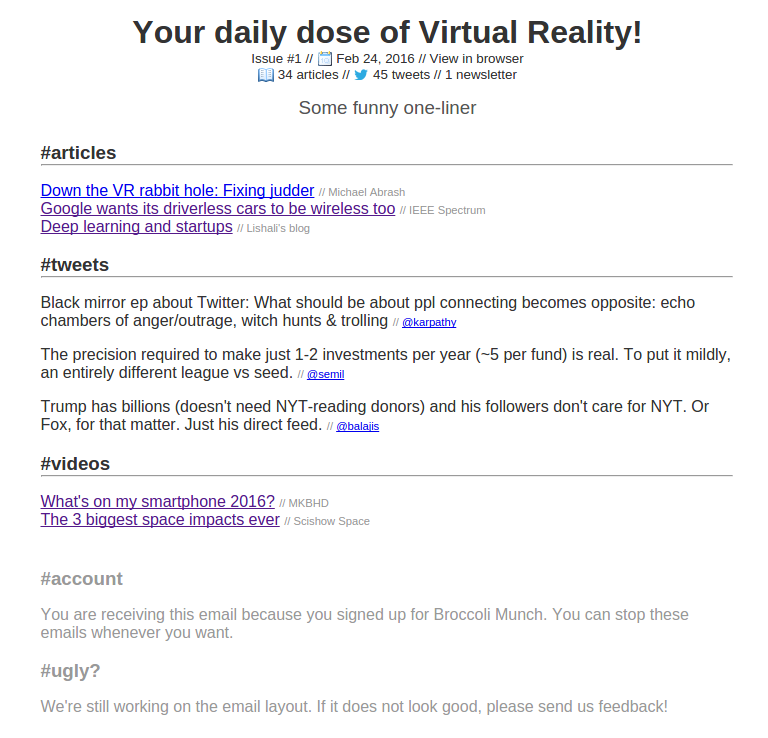 Your daily dose of Virtual Reality!
Issue #1 // Feb 24, 2016 // View in browser
34 articles // 45 tweets // 1 newsletter
Some funny one-liner
#articles
Down the VR rabbit hole: Fixing judder // Michael Abrash
Google wants its driverless cars to be wireless too // IEEE Spectrum
Deep learning and startups // Lishali's blog
#tweets
Black mirror ep about Twitter: What should be about ppl connecting becomes opposite: echo
chambers of anger/outrage, witch hunts & trolling // @karpathy
The precision required to make just 1-2 investments per year (~5 per fund) is real. To put it mildly,
an entirely different league vs seed. // @semil
Trump has billions (doesn't need NYT-reading donors) and his followers don't care for NYT. Or
Fox, for that matter. Just his direct feed. // @balajis
#videos
What's on my smartphone 2016? // MKBHD
The 3 biggest space impacts ever // Scishow Space
#account
You are receiving this email because you signed up for Broccoli Munch. You can stop these
emails whenever you want.
#ugly?
We're still working on the email layout. If it does not look good, please send us feedback!